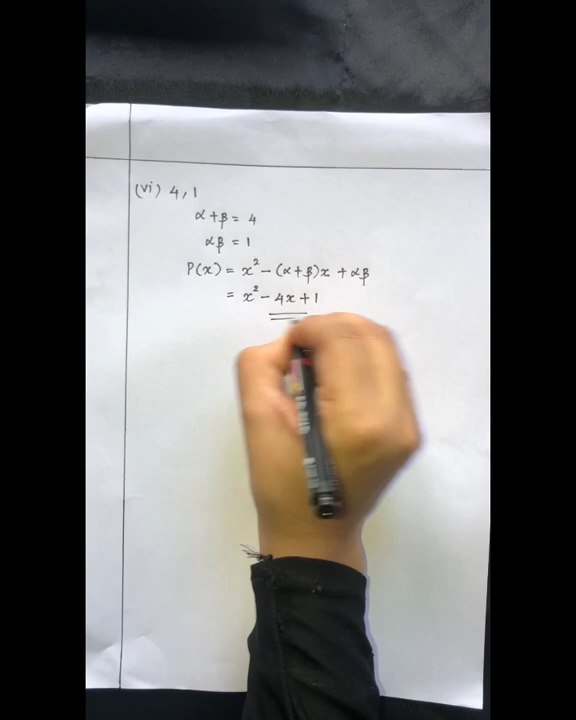 (vi) 4, 1
α + β = 4
αβ = 1
P(x) = x² - (α+β)x + αβ
= x² - 4x + 1